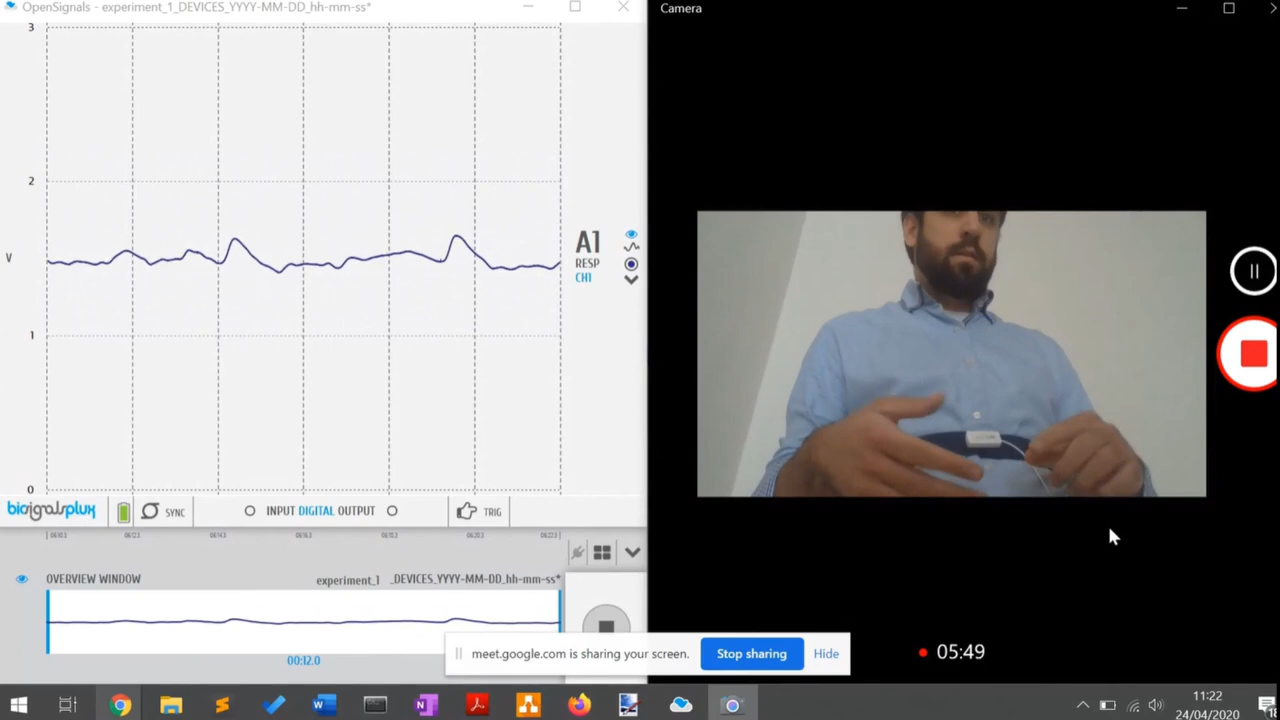 OpenSignals - experiment_1_DEVICES_YYYY-MM-DD_hh-mm-ss*
Camera
3
2
V
1
0
A1
RESP
CH1
biosignalsplux
SYNC
INPUT DIGITAL OUTPUT
TRIG
OVERVIEW WINDOW
experiment_1 _DEVICES_YYYY-MM-DD_hh-mm-ss*
00:12.0
meet.google.com is sharing your screen.
Stop sharing
Hide
05:49
11:22
24/04/2020